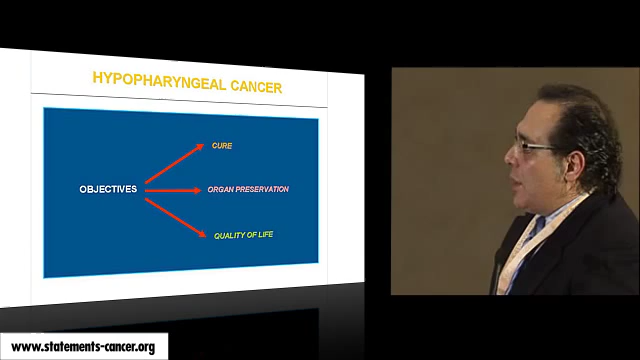 HYPOPHARYNGEAL CANCER
CURE
OBJECTIVES
ORGAN PRESERVATION
QUALITY OF LIFE
www.statements-cancer.org